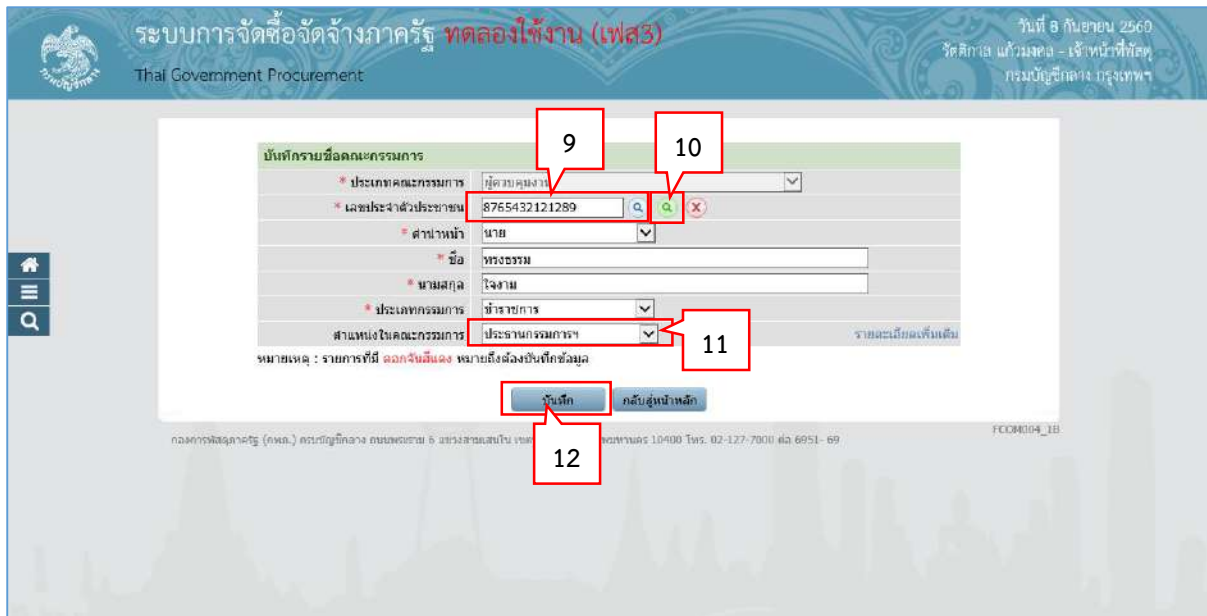 ระบบการจัดซื้อจัดจ้างภาครัฐ ทดลองใช้งาน (เฟส3)
Thai Government Procurement
วันที่ 8 กันยายน 2560
แก้วมงคล - เจ้าหน้าที่พัสดุ
กรมบัญชีกลาง กรุงเทพฯ
9
10
บันทึกรายชื่อคณะกรรมการ
* ประเภทคณะกรรมการ ผู้ควบคุมงาน
* เลขประจำตัวประชาชน 8765432121289
* คำนำหน้า นาย
* ชื่อ ทรงธรรม
* นามสกุล ใจงาม
* ประเภทกรรมการ ข้าราชการ
ตำแหน่งในคณะกรรมการ ประธานกรรมการฯ รายละเอียดเพิ่มเติม
11
หมายเหตุ : รายการที่มี ดอกจันสีแดง หมายถึงต้องบันทึกข้อมูล
บันทึก กลับสู่หน้าหลัก
FCOM004_1B
กองการพัสดุภาครัฐ (กพภ.) กรมบัญชีกลาง ถนนพระราม 6 แขวงสามเสนใน 10400 โทร. 02-127-7000 ต่อ 6951- 69
12